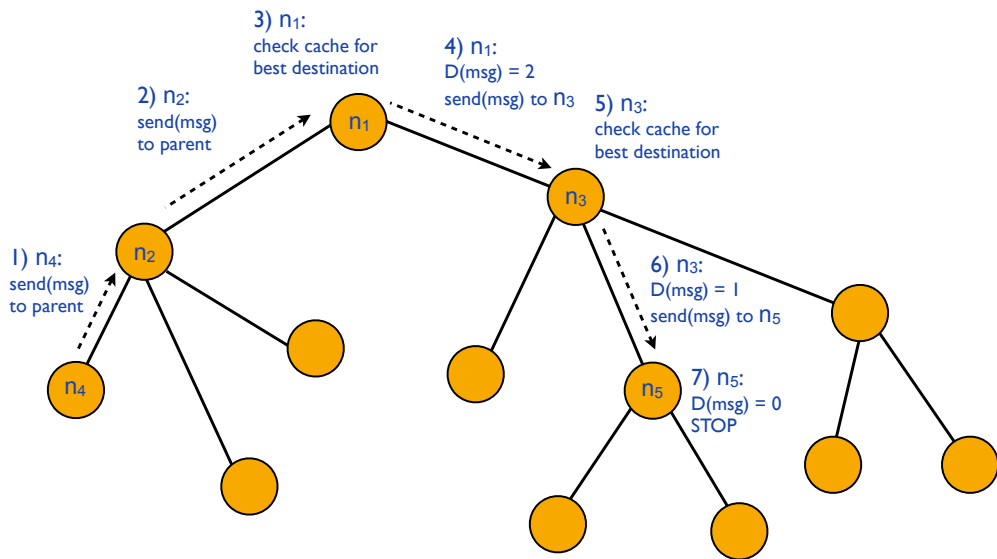 3) n1:
check cache for
best destination
4) n1:
D(msg) = 2
send(msg) to n3
2) n2:
send(msg)
to parent
5) n3:
check cache for
best destination
n1
n3
1) n4:
send(msg)
to parent
n2
6) n3:
D(msg) = 1
send(msg) to n5
n4
n5
7) n5:
D(msg) = 0
STOP